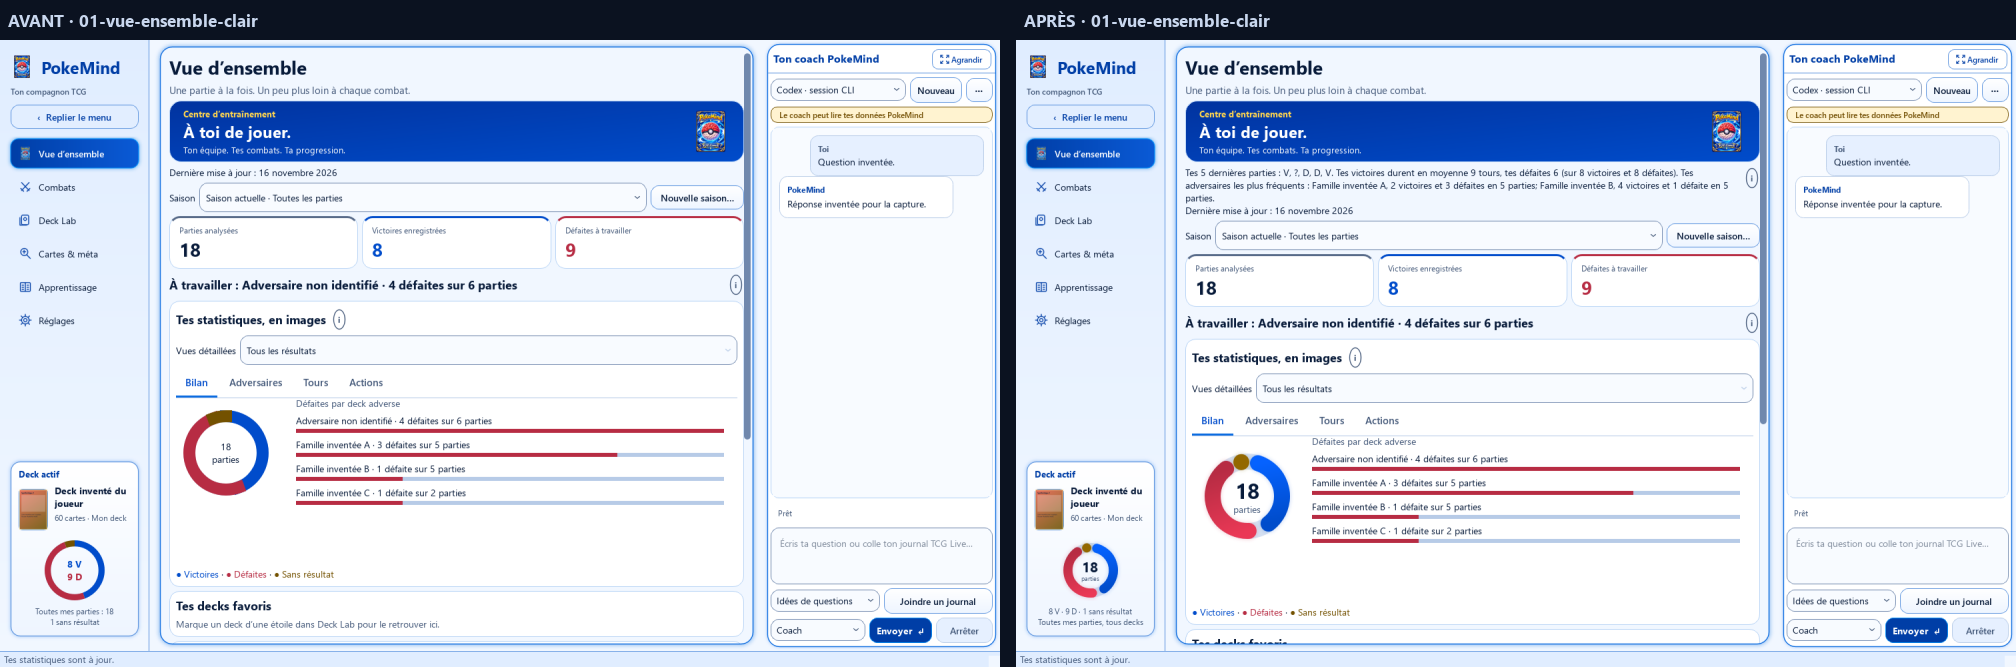 AVANT · 01-vue-ensemble-clair
PokeMind
Ton compagnon TCG
‹ Replier le menu
Vue d’ensemble
Combats
Deck Lab
Cartes & méta
Apprentissage
Réglages
Deck actif
Deck inventé du
joueur
60 cartes · Mon deck
8 V
9 D
Toutes mes parties : 18
1 sans résultat
Vue d’ensemble
Une partie à la fois. Un peu plus loin à chaque combat.
Centre d’entraînement
À toi de jouer.
Ton équipe. Tes combats. Ta progression.
Dernière mise à jour : 16 novembre 2026
Saison
Saison actuelle · Toutes les parties
Nouvelle saison…
Parties analysées
18
Victoires enregistrées
8
Défaites à travailler
9
À travailler : Adversaire non identifié · 4 défaites sur 6 parties
i
Tes statistiques, en images
i
Vues détaillées
Tous les résultats
Bilan
Adversaires
Tours
Actions
18
parties
Défaites par deck adverse
Adversaire non identifié · 4 défaites sur 6 parties
Famille inventée A · 3 défaites sur 5 parties
Famille inventée B · 1 défaite sur 5 parties
Famille inventée C · 1 défaite sur 2 parties
● Victoires · ● Défaites · ● Sans résultat
Tes decks favoris
Marque un deck d’une étoile dans Deck Lab pour le retrouver ici.
Ton coach PokeMind
Agrandir
Codex · session CLI
Nouveau
…
Le coach peut lire tes données PokeMind
Toi
Question inventée.
PokeMind
Réponse inventée pour la capture.
Prêt
Écris ta question ou colle ton journal TCG Live…
Idées de questions
Joindre un journal
Coach
Envoyer ↲
Arrêter
Tes statistiques sont à jour.
APRÈS · 01-vue-ensemble-clair
PokeMind
Ton compagnon TCG
‹ Replier le menu
Vue d’ensemble
Combats
Deck Lab
Cartes & méta
Apprentissage
Réglages
Deck actif
Deck inventé du
joueur
60 cartes · Mon deck
18
parties
8 V · 9 D · 1 sans résultat
Toutes mes parties, tous decks
Vue d’ensemble
Une partie à la fois. Un peu plus loin à chaque combat.
Centre d’entraînement
À toi de jouer.
Ton équipe. Tes combats. Ta progression.
Tes 5 dernières parties : V, ?, D, D, V. Tes victoires durent en moyenne 9 tours, tes défaites 6 (sur 8 victoires et 8 défaites). Tes
adversaires les plus fréquents : Famille inventée A, 2 victoires et 3 défaites en 5 parties; Famille inventée B, 4 victoires et 1 défaite en 5
parties.
i
Dernière mise à jour : 16 novembre 2026
Saison
Saison actuelle · Toutes les parties
Nouvelle saison…
Parties analysées
18
Victoires enregistrées
8
Défaites à travailler
9
À travailler : Adversaire non identifié · 4 défaites sur 6 parties
i
Tes statistiques, en images
i
Vues détaillées
Tous les résultats
Bilan
Adversaires
Tours
Actions
18
parties
Défaites par deck adverse
Adversaire non identifié · 4 défaites sur 6 parties
Famille inventée A · 3 défaites sur 5 parties
Famille inventée B · 1 défaite sur 5 parties
Famille inventée C · 1 défaite sur 2 parties
● Victoires · ● Défaites · ● Sans résultat
Tes decks favoris
Ton coach PokeMind
Agrandir
Codex · session CLI
Nouveau
…
Le coach peut lire tes données PokeMind
Toi
Question inventée.
PokeMind
Réponse inventée pour la capture.
Prêt
Écris ta question ou colle ton journal TCG Live…
Idées de questions
Joindre un journal
Coach
Envoyer ↲
Arrêter
Tes statistiques sont à jour.